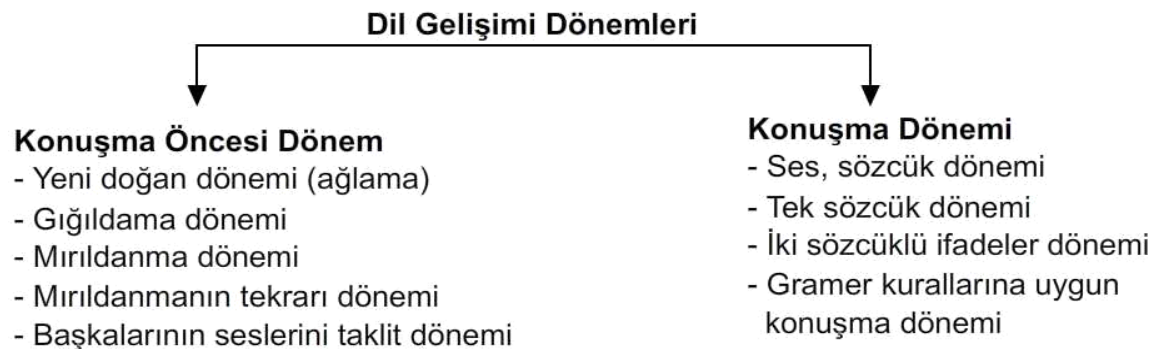 Dil Gelişimi Dönemleri
Konuşma Öncesi Dönem
- Yeni doğan dönemi (ağlama)
- Gığıldama dönemi
- Mırıldanma dönemi
- Mırıldanmanın tekrarı dönemi
- Başkalarının seslerini taklit dönemi
Konuşma Dönemi
- Ses, sözcük dönemi
- Tek sözcük dönemi
- İki sözcüklü ifadeler dönemi
- Gramer kurallarına uygun
konuşma dönemi